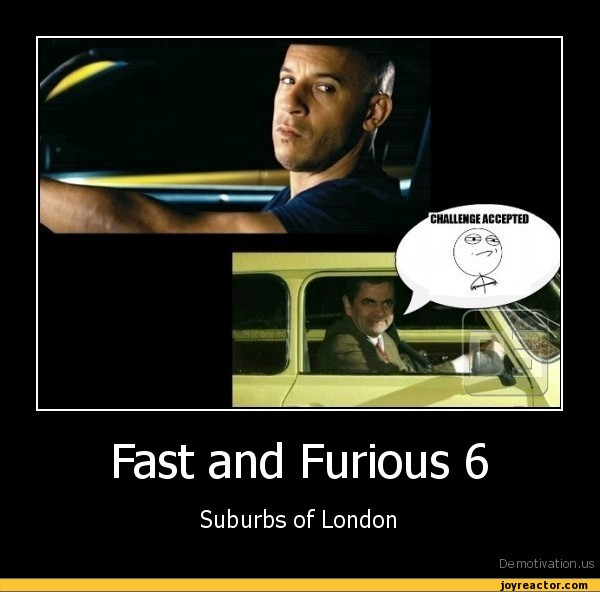 CHALLENGE ACCEPTED
Fast and Furious 6
Suburbs of London
Demotivation.us
joyreactor.com